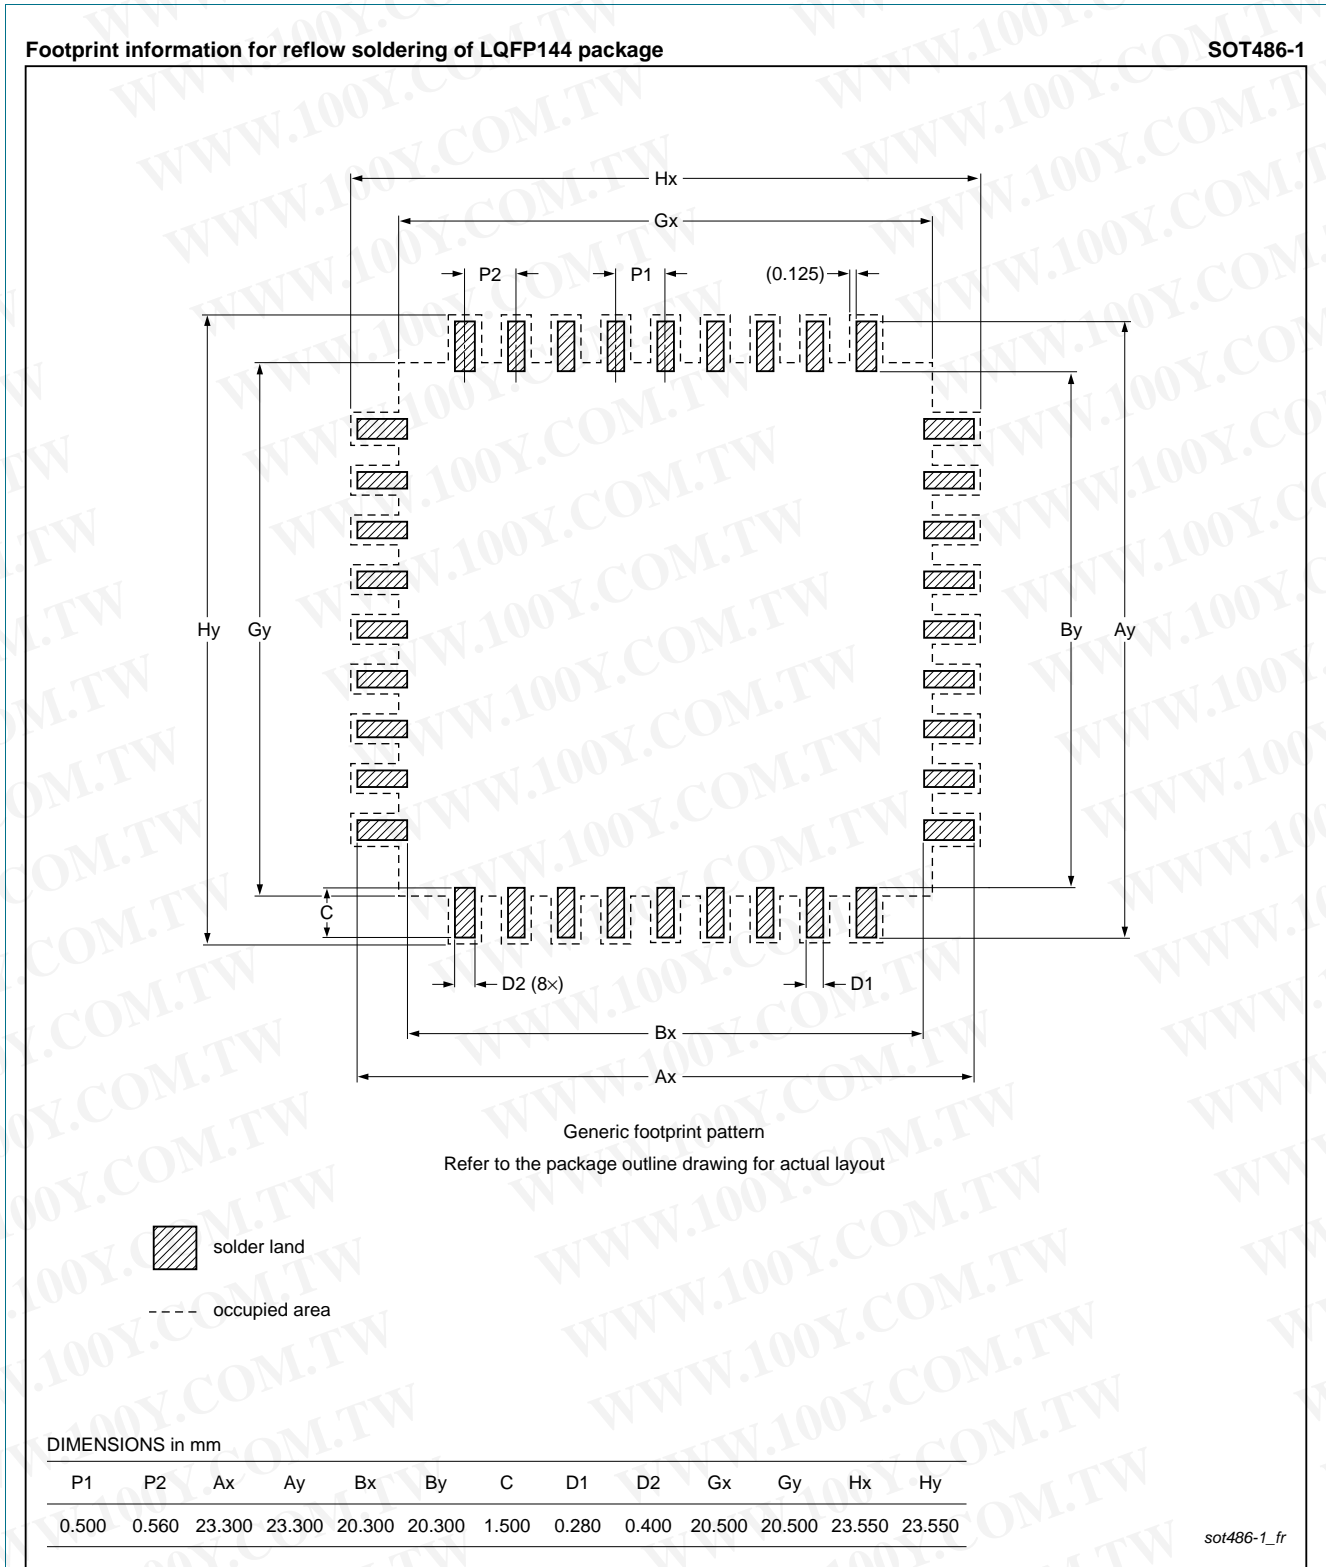 Footprint information for reflow soldering of LQFP144 package SOT486-1
Hx
Gx
P2 P1 (0.125)
Hy Gy By Ay
C
D2 (8×) D1
Bx
Ax
Generic footprint pattern
Refer to the package outline drawing for actual layout
solder land
occupied area
DIMENSIONS in mm
P1 P2 Ax Ay Bx By C D1 D2 Gx Gy Hx Hy
0.500 0.560 23.300 23.300 20.300 20.300 1.500 0.280 0.400 20.500 20.500 23.550 23.550
sot486-1_fr
WWW.100Y.COM.TW